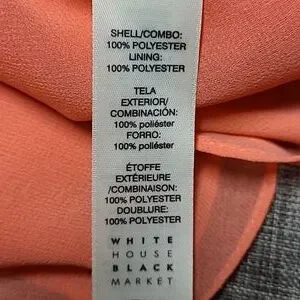 SHELL/COMBO:
100% POLYESTER
LINING:
100% POLYESTER
TELA
EXTERIOR/
COMBINACIÓN:
100% poliéster
FORRO:
100% poliéster
ÉTOFFE
EXTÉRIEURE
/COMBINAISON:
100% POLYESTER
DOUBLURE:
100% POLYESTER
WHITE
HOUSE
BLACK
MARKET